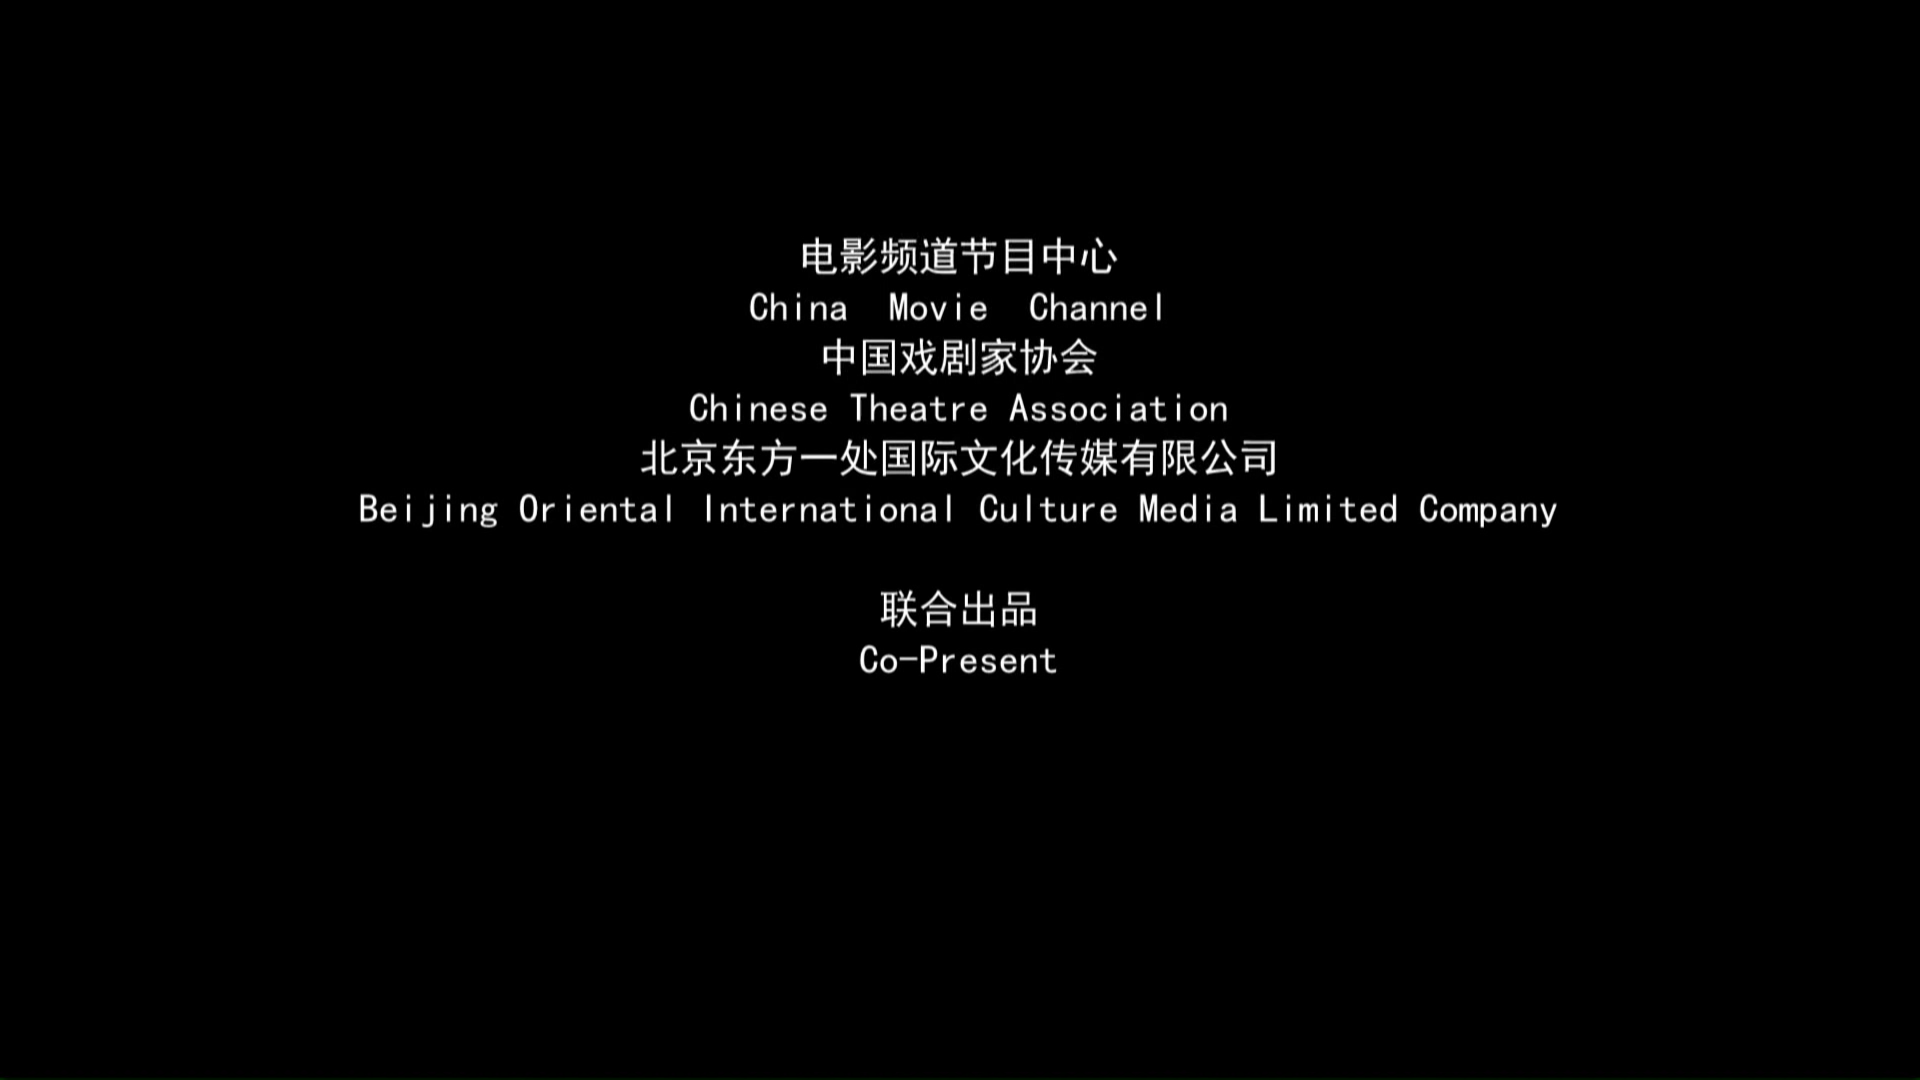 电影频道节目中心
China Movie Channel
中国戏剧家协会
Chinese Theatre Association
北京东方一处国际文化传媒有限公司
Beijing Oriental International Culture Media Limited Company
联合出品
Co-Present